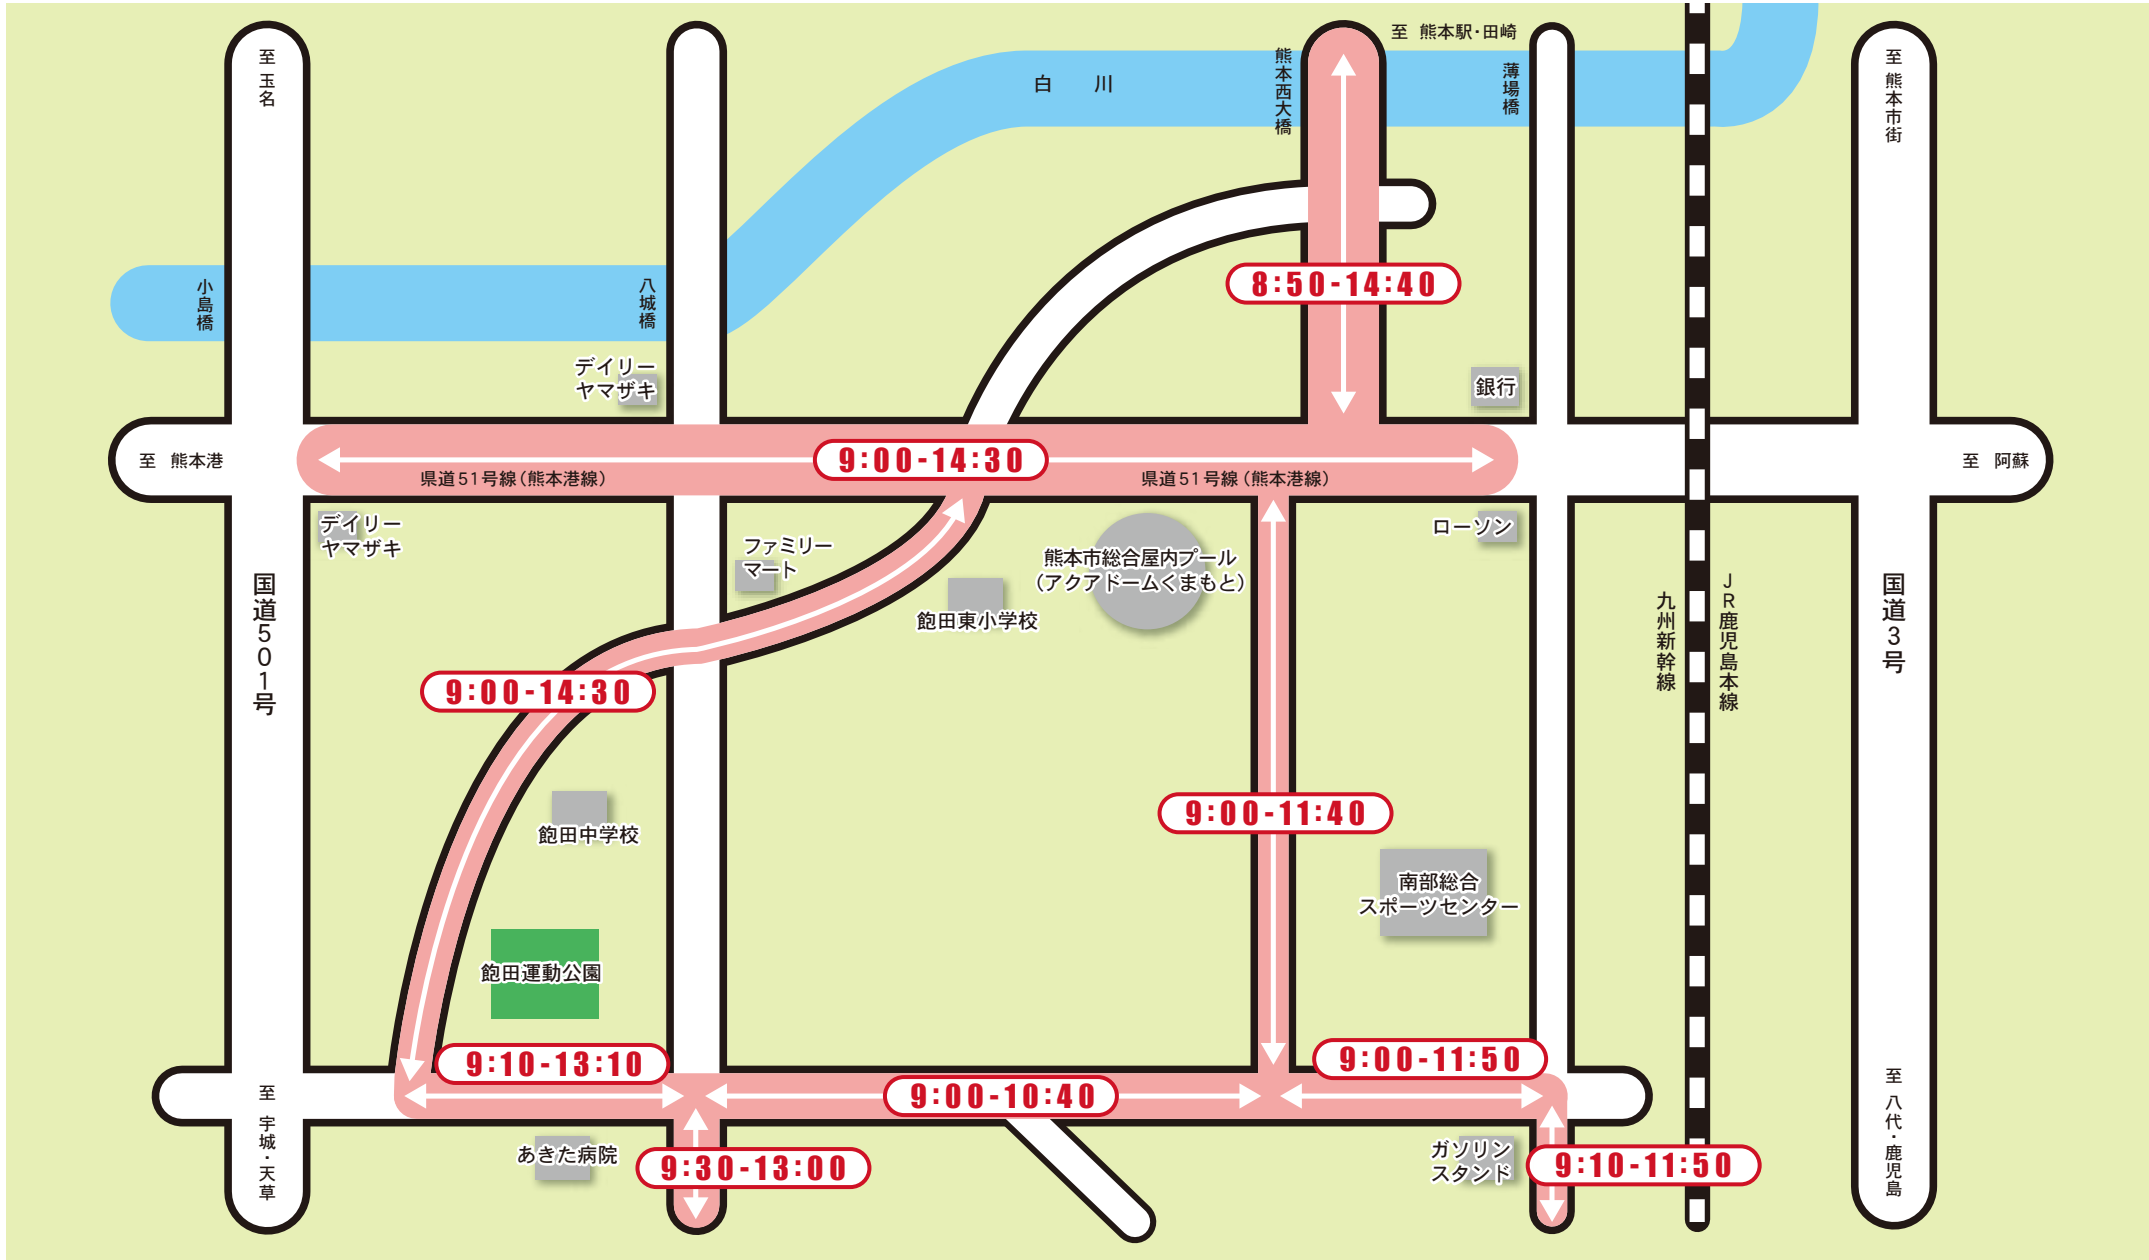 至 熊本駅・田崎
至 玉名
白 川
熊本西大橋
薄場橋
至 熊本市街
小島橋
八城橋
8:50-14:40
デイリー
ヤマザキ
銀行
至 熊本港
9:00-14:30
至 阿蘇
県道51号線(熊本港線)
県道51号線(熊本港線)
デイリー
ヤマザキ
ファミリー
マート
熊本市総合屋内プール
(アクアドームくまもと)
ローソン
飽田東小学校
国道501号
九州新幹線
JR鹿児島本線
国道3号
9:00-14:30
飽田中学校
9:00-11:40
南部総合
スポーツセンター
飽田運動公園
9:10-13:10
9:00-11:50
9:00-10:40
至 宇城・天草
至 八代・鹿児島
あきた病院
9:30-13:00
ガソリン
スタンド
9:10-11:50